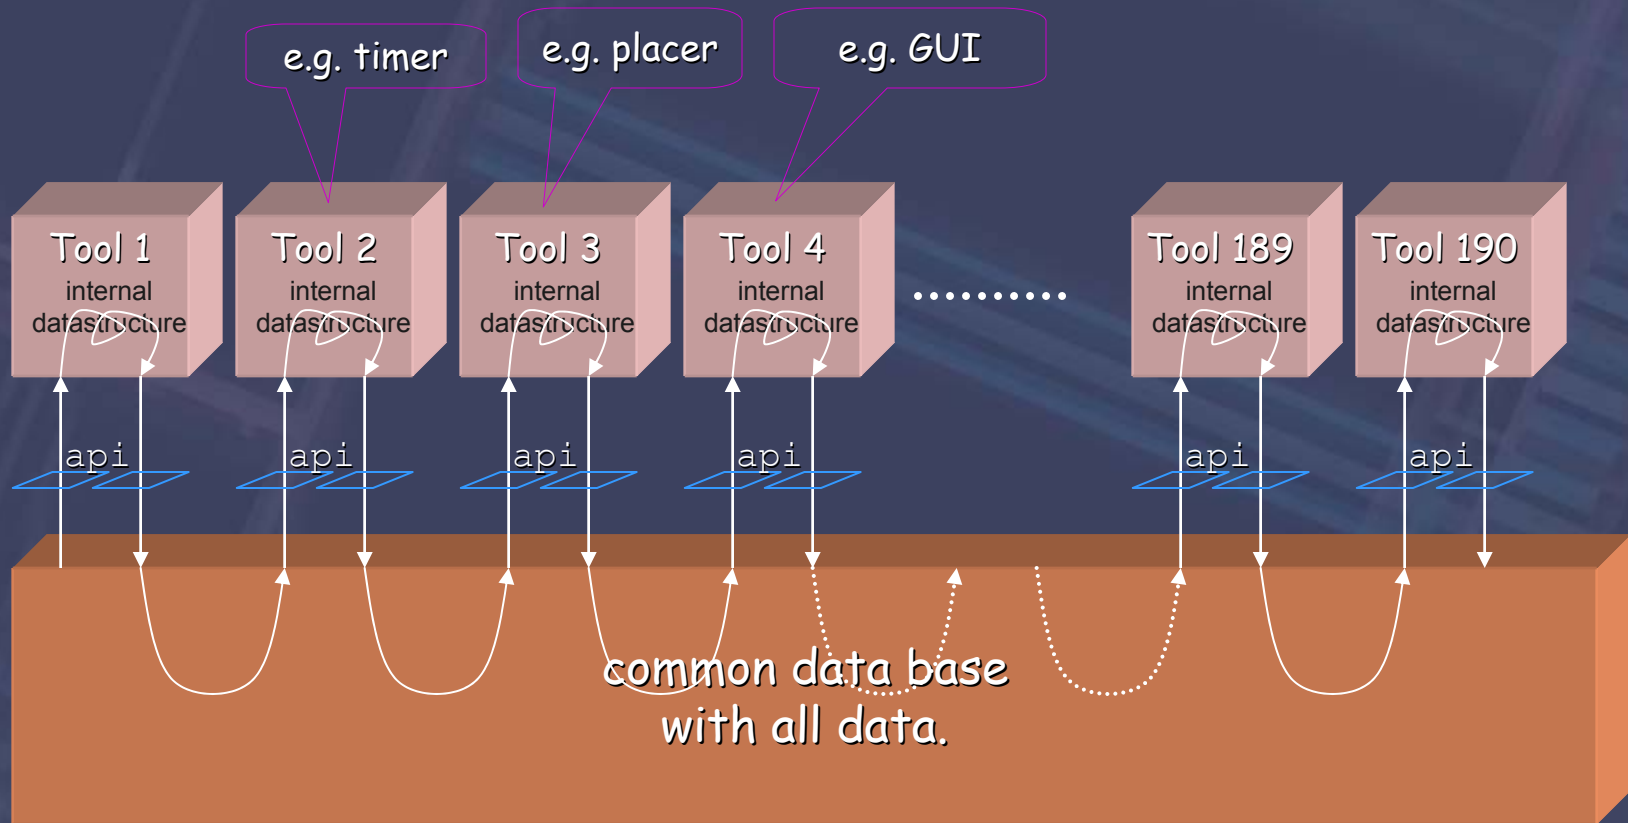 e.g. timer
e.g. placer
e.g. GUI
Tool 1
internal
datastructure
Tool 2
internal
datastructure
Tool 3
internal
datastructure
Tool 4
internal
datastructure
..........
Tool 189
internal
datastructure
Tool 190
internal
datastructure
api
api
api
api
api
api
common data base
with all data.